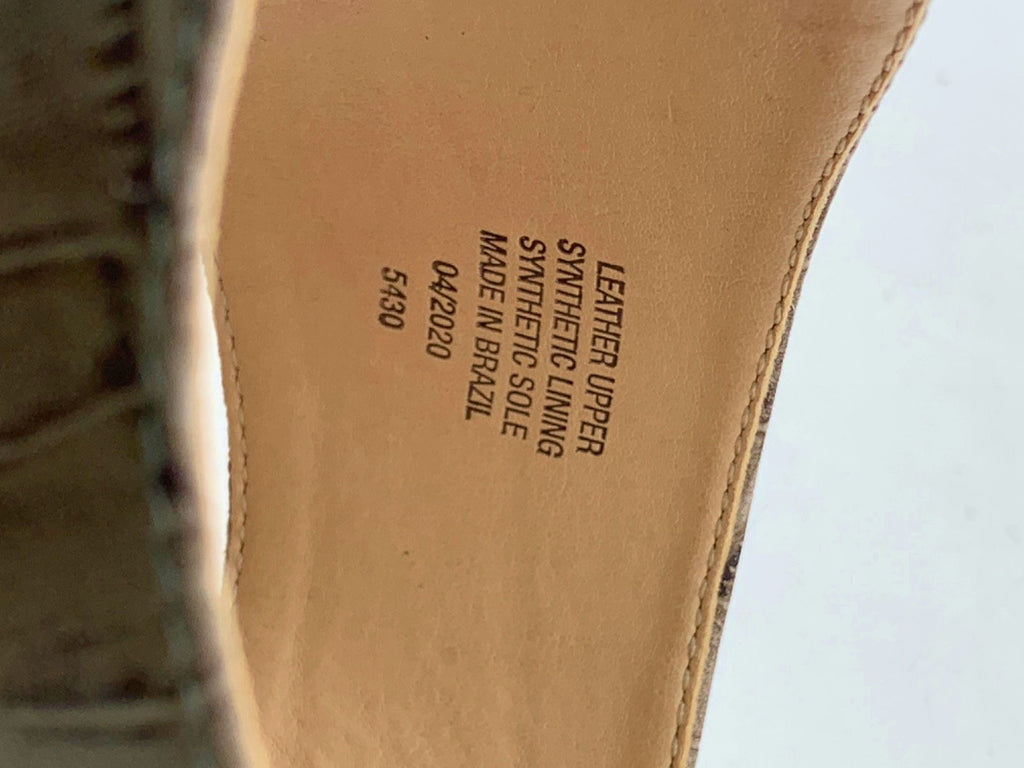 LEATHER UPPER
SYNTHETIC LINING
SYNTHETIC SOLE
MADE IN BRAZIL
04/2020
5430